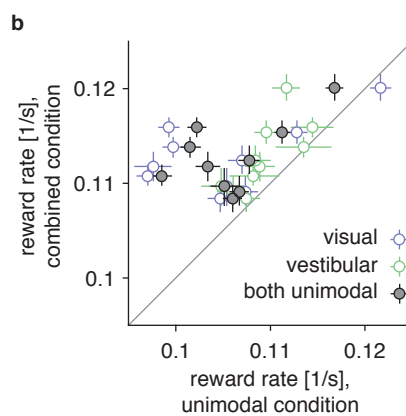 b
reward rate [1/s],
combined condition
0.12
0.11
0.1
visual
vestibular
both unimodal
0.1 0.11 0.12
reward rate [1/s],
unimodal condition